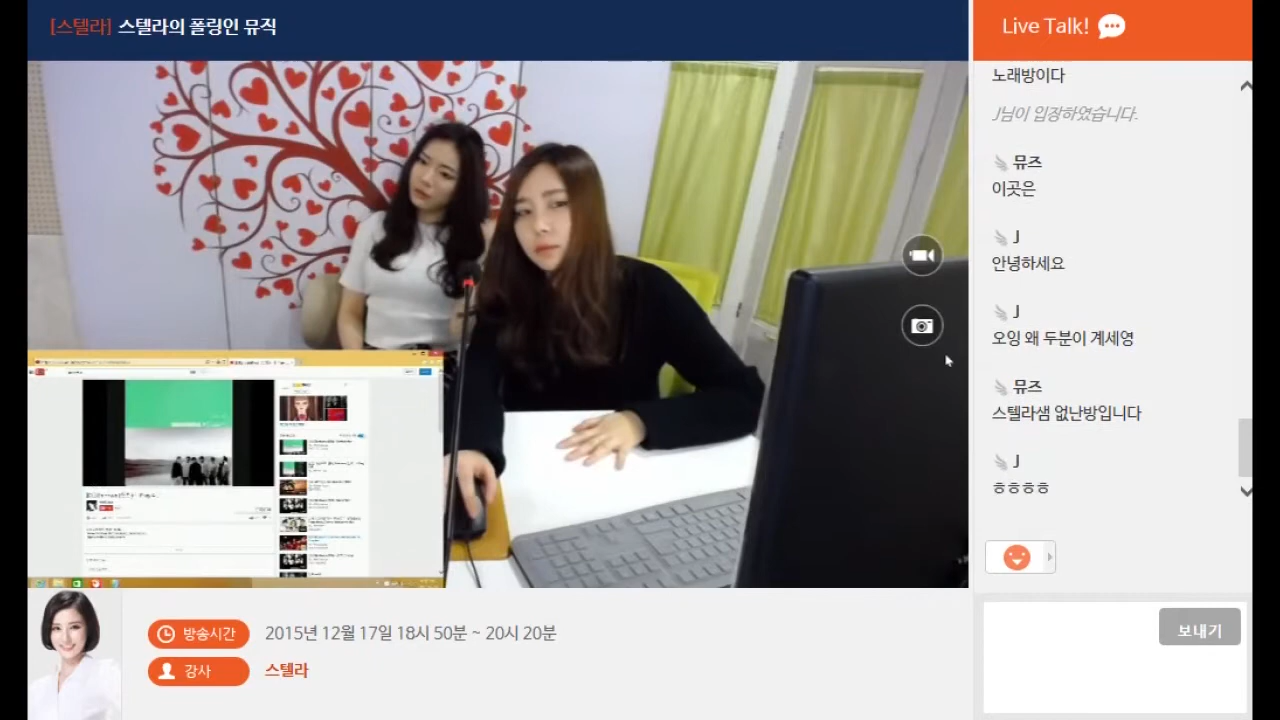 [스텔라] 스텔라의 폴링인 뮤직
Live Talk!
노래방이다
J님이 입장하였습니다.
뮤즈
이곳은
J
안녕하세요
J
오잉 왜 두분이 계세영
뮤즈
스텔라샘 없난방입니다
J
ㅎㅎㅎㅎ
보내기
방송시간 2015년 12월 17일 18시 50분 ~ 20시 20분
강사 스텔라